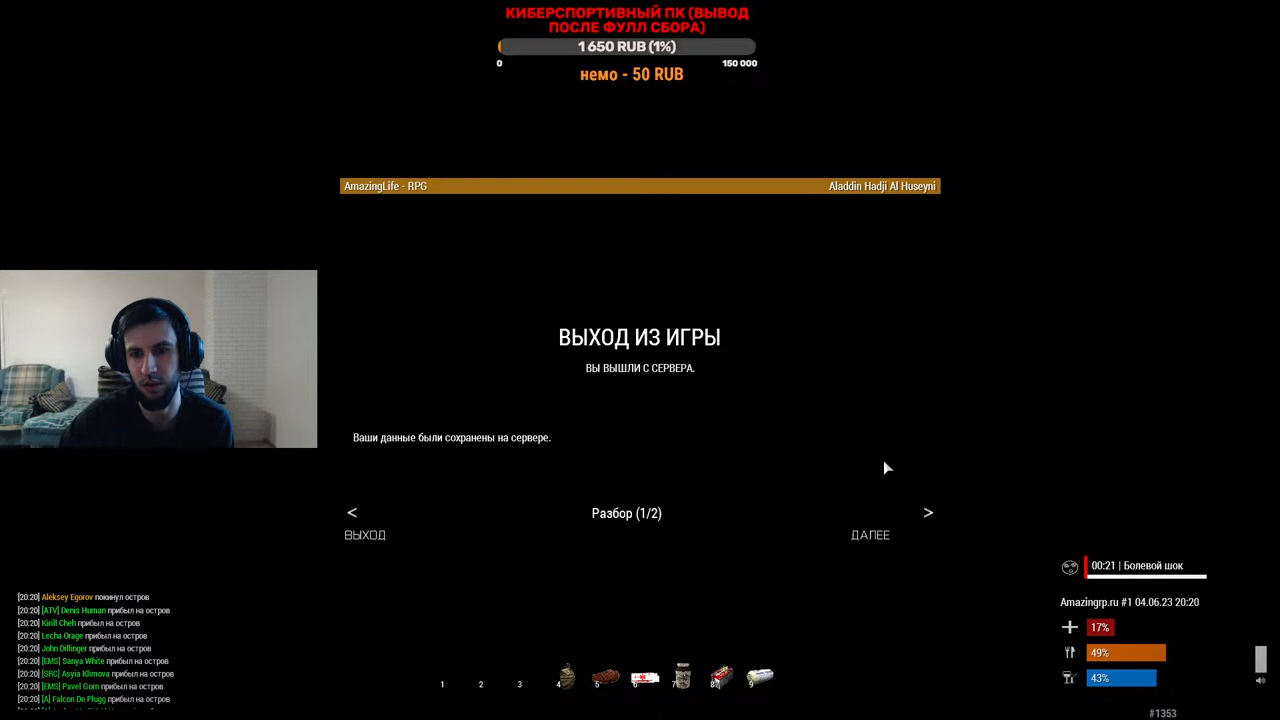 КИБЕРСПОРТИВНЫЙ ПК (ВЫВОД
ПОСЛЕ ФУЛЛ СБОРА)
1 650 RUB (1%)
0
150 000
немо - 50 RUB
AmazingLife - RPG
Aladdin Hadji Al Huseyni
ВЫХОД ИЗ ИГРЫ
ВЫ ВЫШЛИ С СЕРВЕРА.
Ваши данные были сохранены на сервере.
<
Разбор (1/2)
>
ВЫХОД
ДАЛЕЕ
00:21 | Болевой шок
Amazingrp.ru #1 04.06.23 20:20
17%
49%
43%
[20:20] Aleksey Egorov покинул остров
[20:20] [ATV] Denis Human прибыл на остров
[20:20] Kirill Cheh прибыл на остров
[20:20] Lecha Orage прибыл на остров
[20:20] John Dillinger прибыл на остров
[20:20] [EMS] Sanya White прибыл на остров
[20:20] [SRC] Asyia Klimova прибыл на остров
[20:20] [EMS] Pavel Gorn прибыл на остров
[20:20] [A] Falcon De Plugg прибыл на остров
1 2 3 4 5 6 7 8 9
#1353